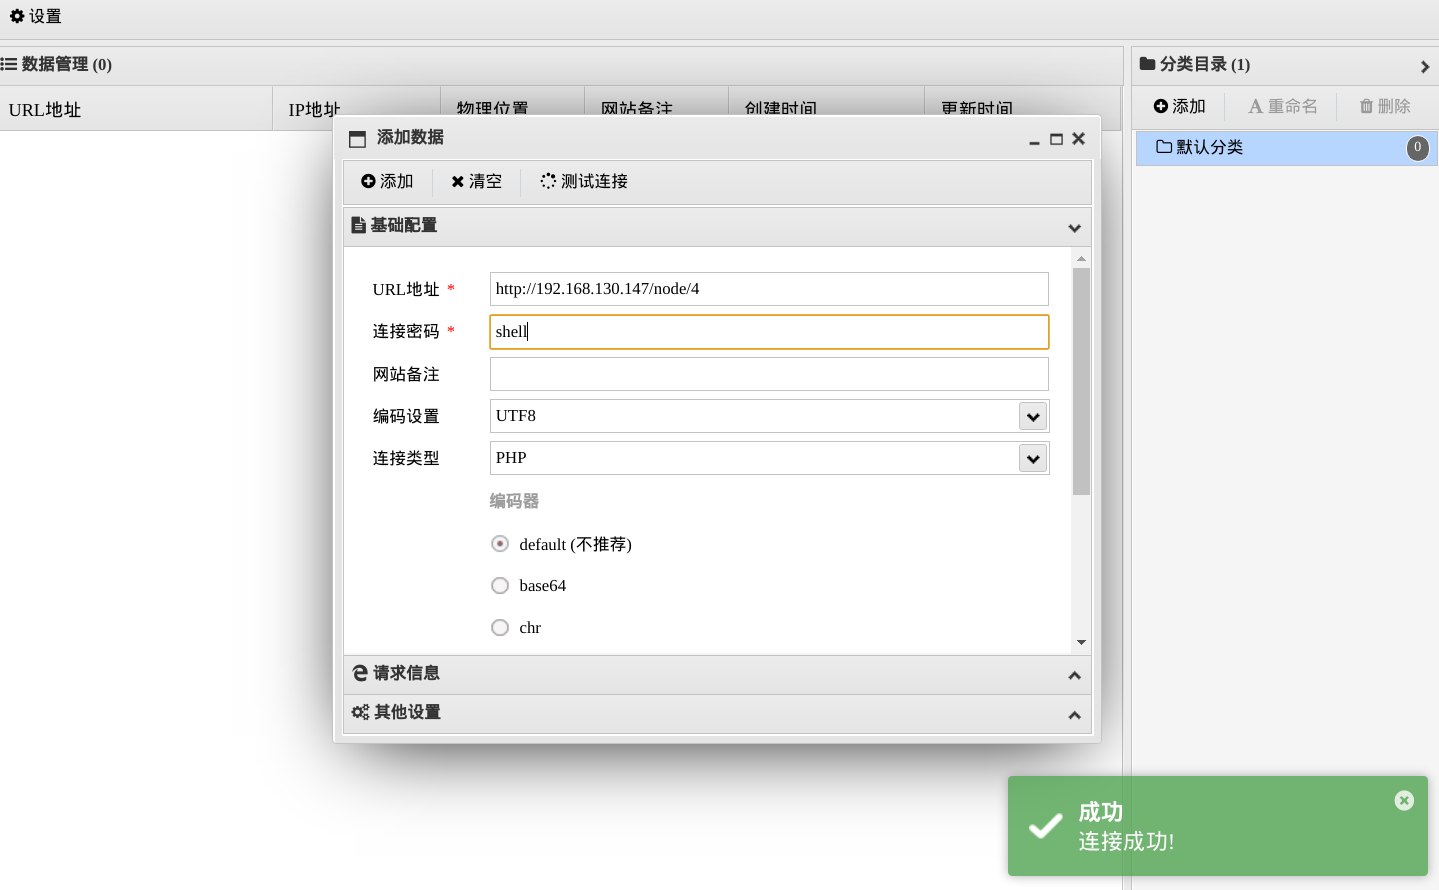 设置
数据管理 (0)
分类目录 (1)
URL地址 IP地址 物理位置 网站备注 创建时间 更新时间
添加 重命名 删除
默认分类 0
添加数据
添加 清空 测试连接
基础配置
URL地址 * http://192.168.130.147/node/4
连接密码 * shell
网站备注
编码设置 UTF8
连接类型 PHP
编码器
default (不推荐)
base64
chr
请求信息
其他设置
成功
连接成功!